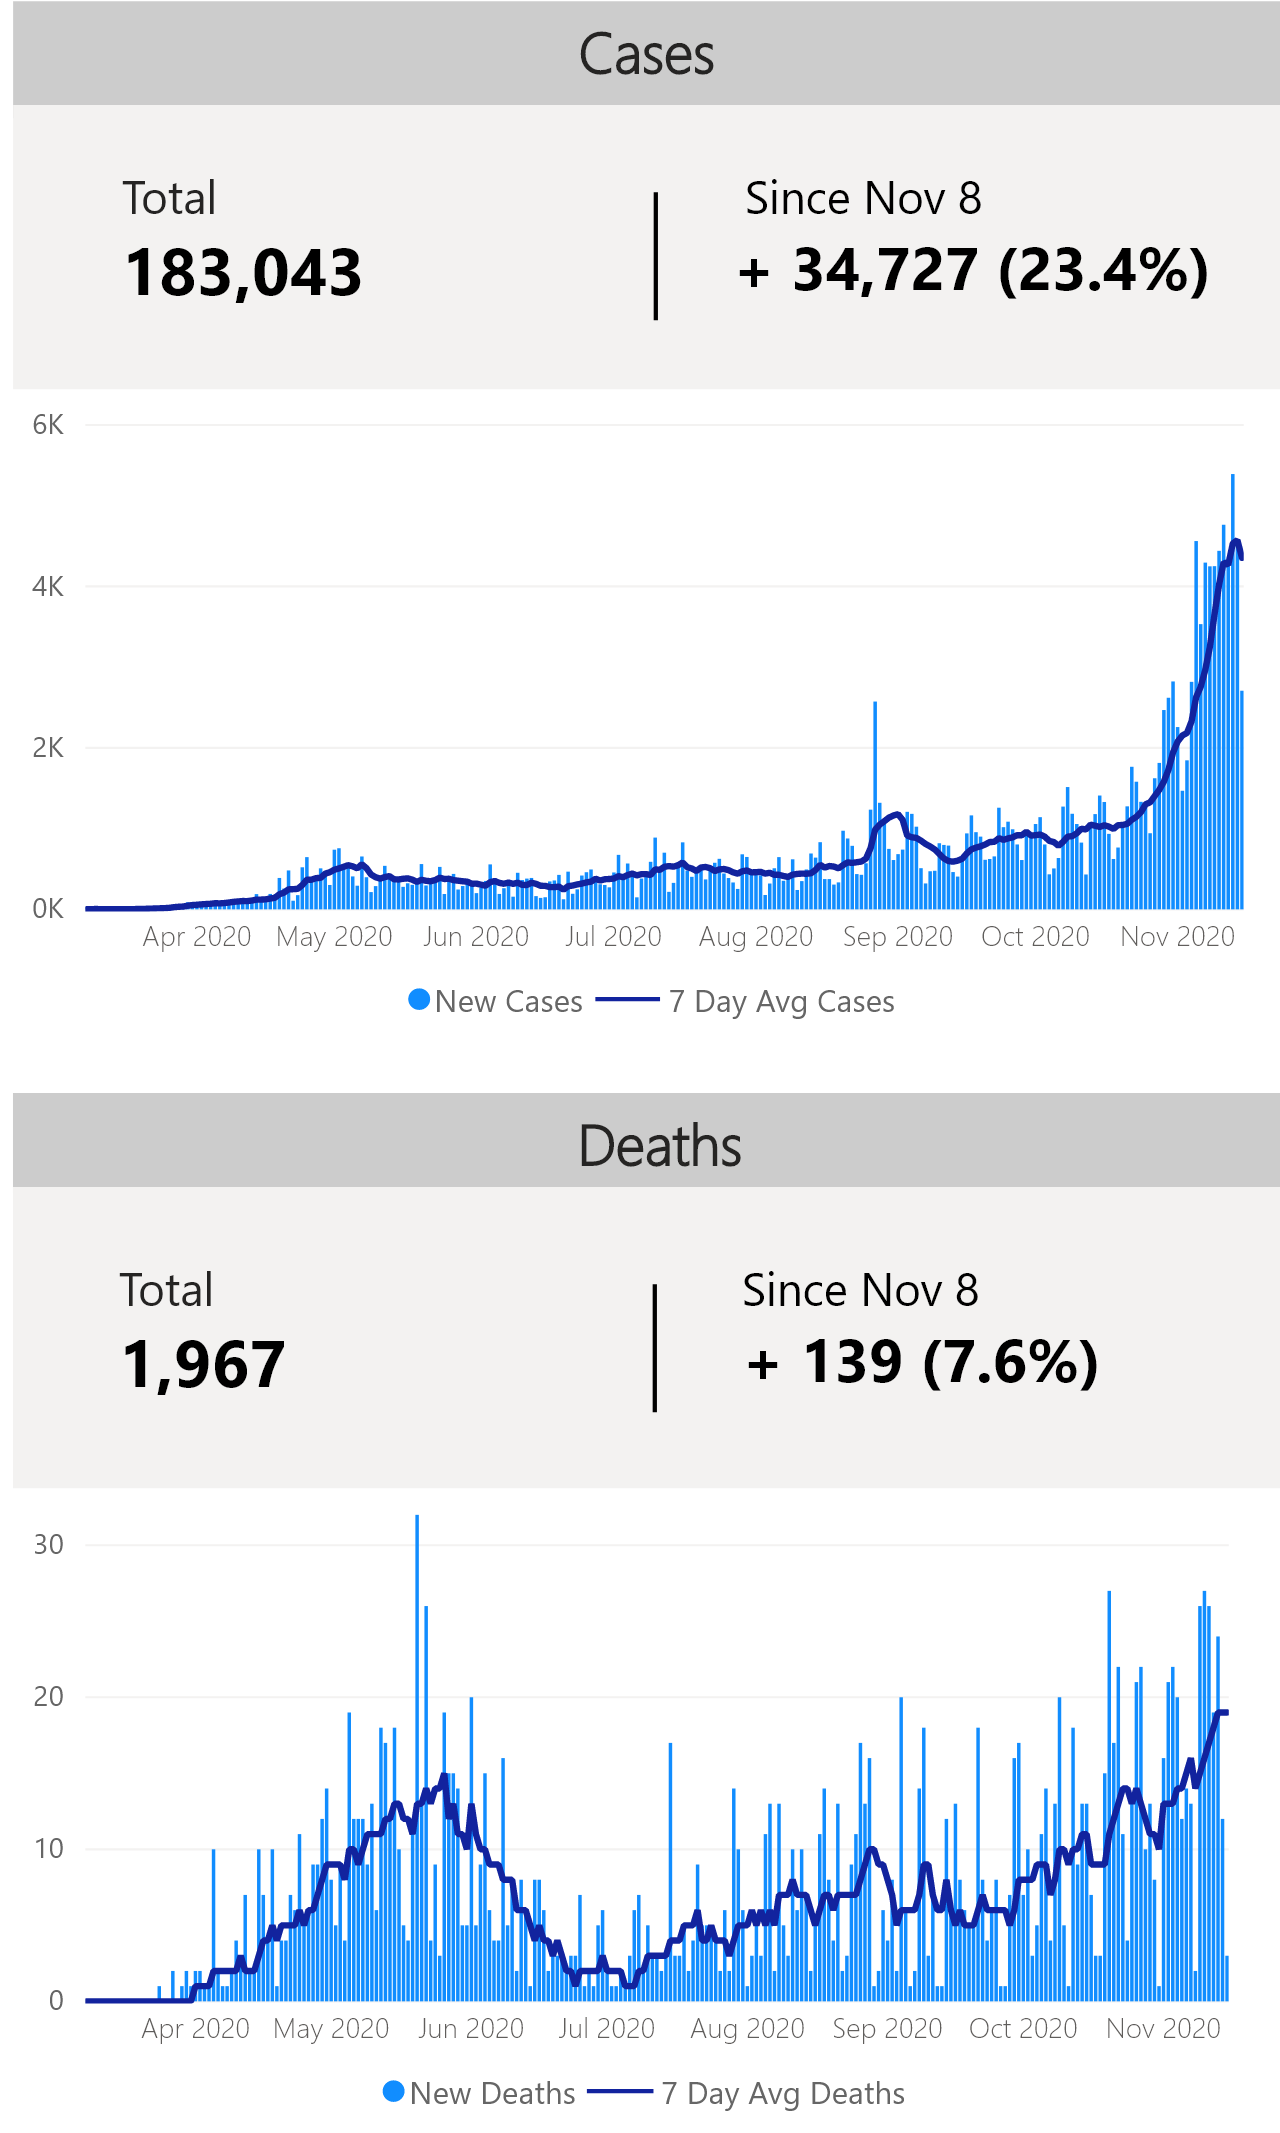 Cases
Total
Since Nov 8
183,043
+ 34,727 (23.4%)
6K
4K
2K
0K
Apr 2020 May 2020 Jun 2020 Jul 2020 Aug 2020 Sep 2020 Oct 2020 Nov 2020
New Cases 7 Day Avg Cases
Deaths
Total
Since Nov 8
1,967
+ 139 (7.6%)
30
20
10
0
Apr 2020 May 2020 Jun 2020 Jul 2020 Aug 2020 Sep 2020 Oct 2020 Nov 2020
New Deaths 7 Day Avg Deaths